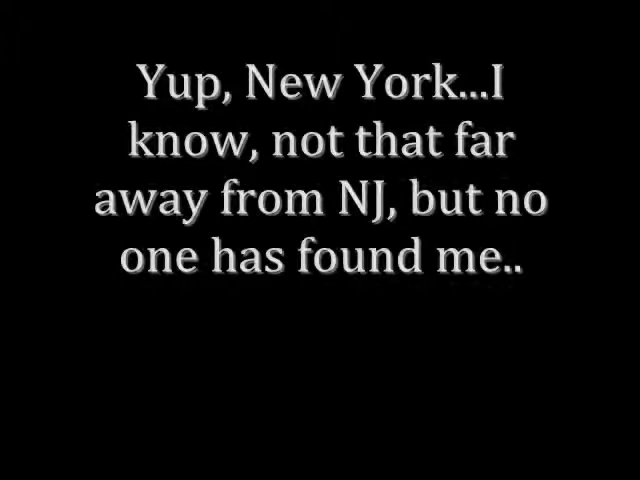 Yup, New York...I
know, not that far
away from NJ, but no
one has found me..